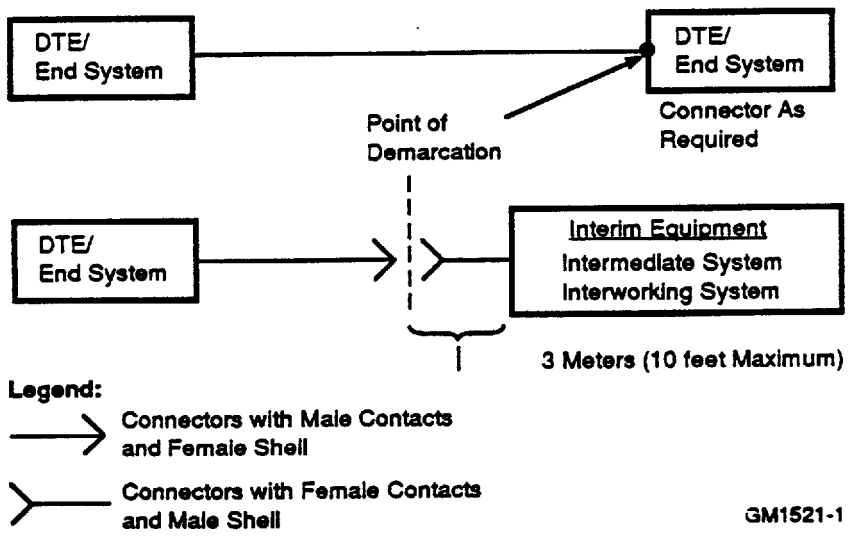 DTE/
End System
DTE/
End System
Connector As
Required
Point of
Demarcation
DTE/
End System
Interim Equipment
Intermediate System
Interworking System
3 Meters (10 feet Maximum)
Legend:
Connectors with Male Contacts
and Female Shell
Connectors with Female Contacts
and Male Shell
GM1521-1